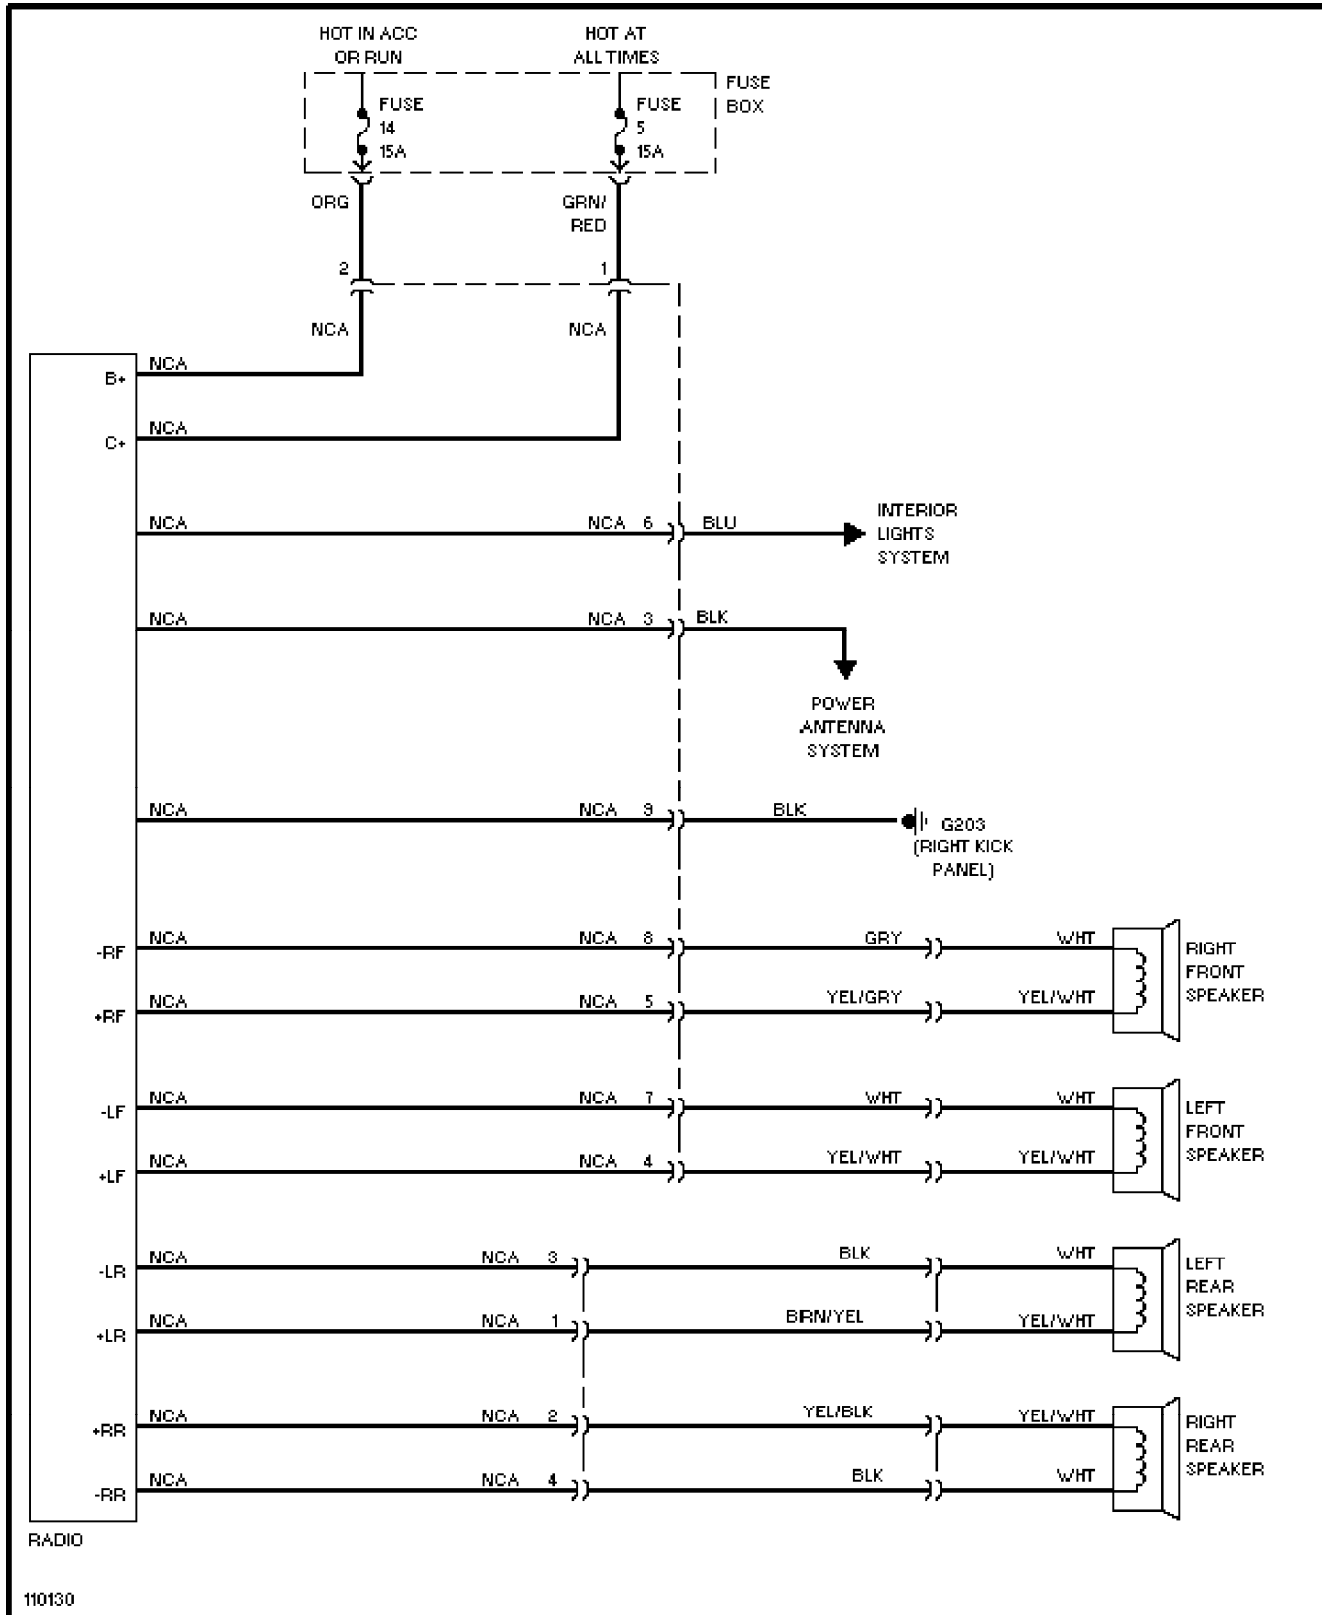 HOT IN ACC
OR RUN
HOT AT
ALL TIMES
FUSE
BOX
FUSE
14
15A
FUSE
5
15A
ORG
GRN/
RED
2
1
NCA
NCA
B+
NCA
C+
NCA
NCA
NCA 6
BLU
INTERIOR
LIGHTS
SYSTEM
NCA
NCA 3
BLK
POWER
ANTENNA
SYSTEM
NCA
NCA 9
BLK
G203
(RIGHT KICK
PANEL)
-RF
NCA
NCA 8
GRY
WHT
+RF
NCA
NCA 5
YEL/GRY
YEL/WHT
RIGHT
FRONT
SPEAKER
-LF
NCA
NCA 7
WHT
WHT
+LF
NCA
NCA 4
YEL/WHT
YEL/WHT
LEFT
FRONT
SPEAKER
-LR
NCA
NCA 3
BLK
WHT
+LR
NCA
NCA 1
BRN/YEL
YEL/WHT
LEFT
REAR
SPEAKER
+RR
NCA
NCA 2
YEL/BLK
YEL/WHT
-RR
NCA
NCA 4
BLK
WHT
RIGHT
REAR
SPEAKER
RADIO
110130